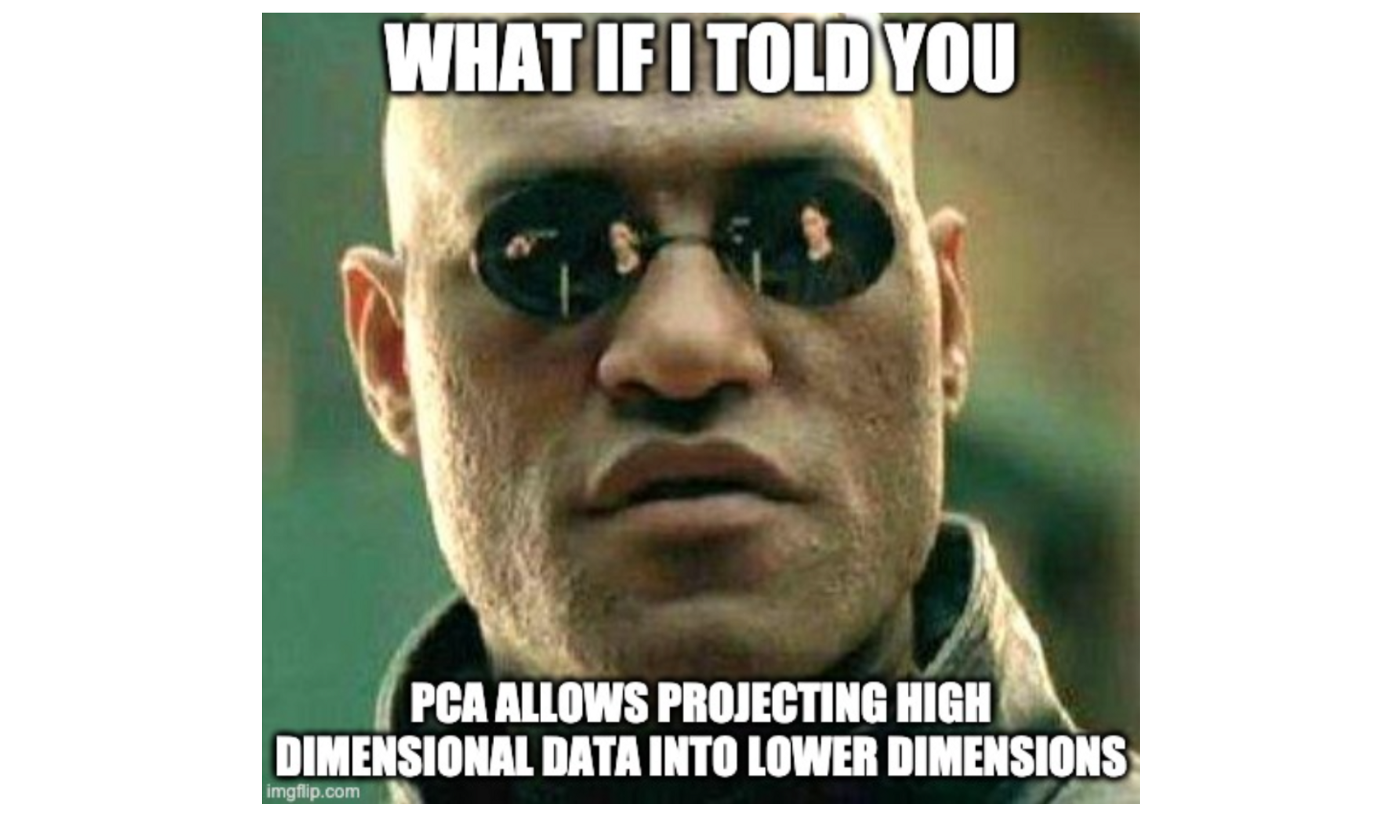 WHAT IF I TOLD YOU
PCA ALLOWS PROJECTING HIGH
DIMENSIONAL DATA INTO LOWER DIMENSIONS
imgflip.com